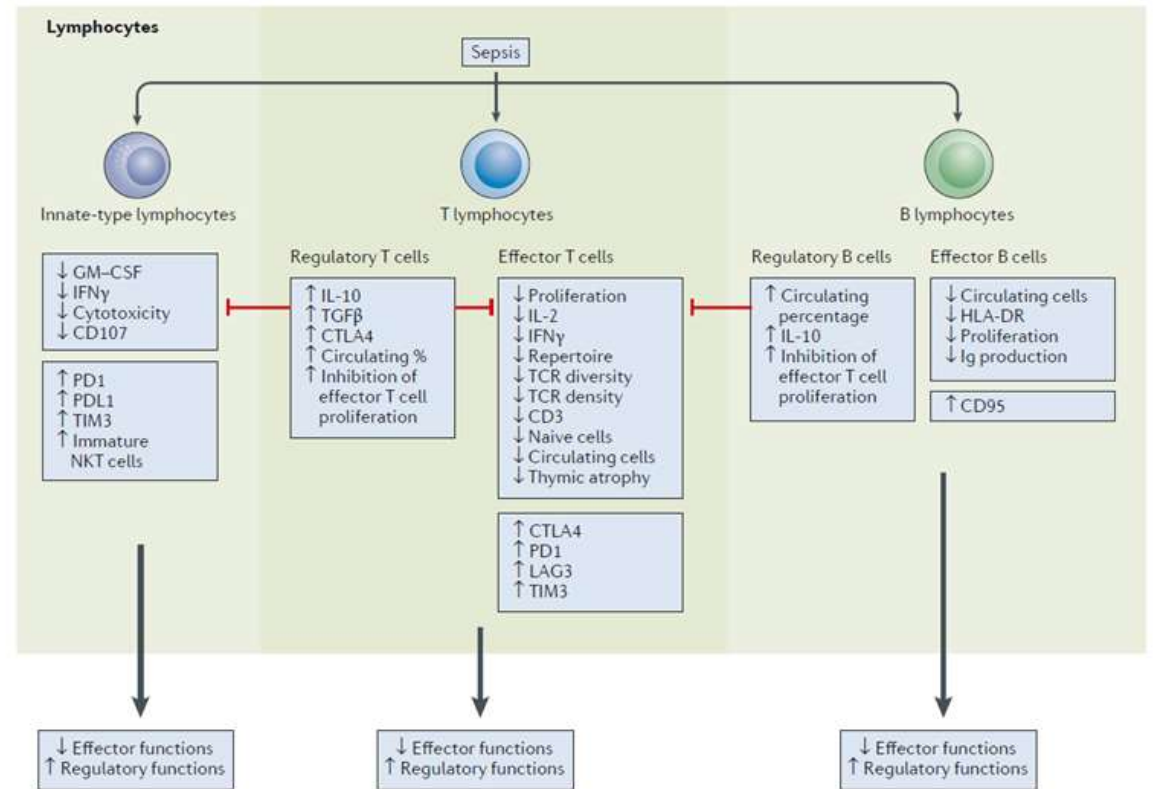 Lymphocytes
Sepsis
Innate-type lymphocytes
T lymphocytes
B lymphocytes
↓ GM–CSF
↓ IFNγ
↓ Cytotoxicity
↓ CD107
↑ PD1
↑ PDL1
↑ TIM3
↑ Immature
NKT cells
Regulatory T cells
↑ IL-10
↑ TGFβ
↑ CTLA4
↑ Circulating %
↑ Inhibition of
effector T cell
proliferation
Effector T cells
↓ Proliferation
↓ IL-2
↓ IFNγ
↓ Repertoire
↓ TCR diversity
↓ TCR density
↓ CD3
↓ Naive cells
↓ Circulating cells
↓ Thymic atrophy
↑ CTLA4
↑ PD1
↑ LAG3
↑ TIM3
Regulatory B cells
↑ Circulating
percentage
↑ IL-10
↑ Inhibition of
effector T cell
proliferation
Effector B cells
↓ Circulating cells
↓ HLA-DR
↓ Proliferation
↓ Ig production
↑ CD95
↓ Effector functions
↑ Regulatory functions
↓ Effector functions
↑ Regulatory functions
↓ Effector functions
↑ Regulatory functions